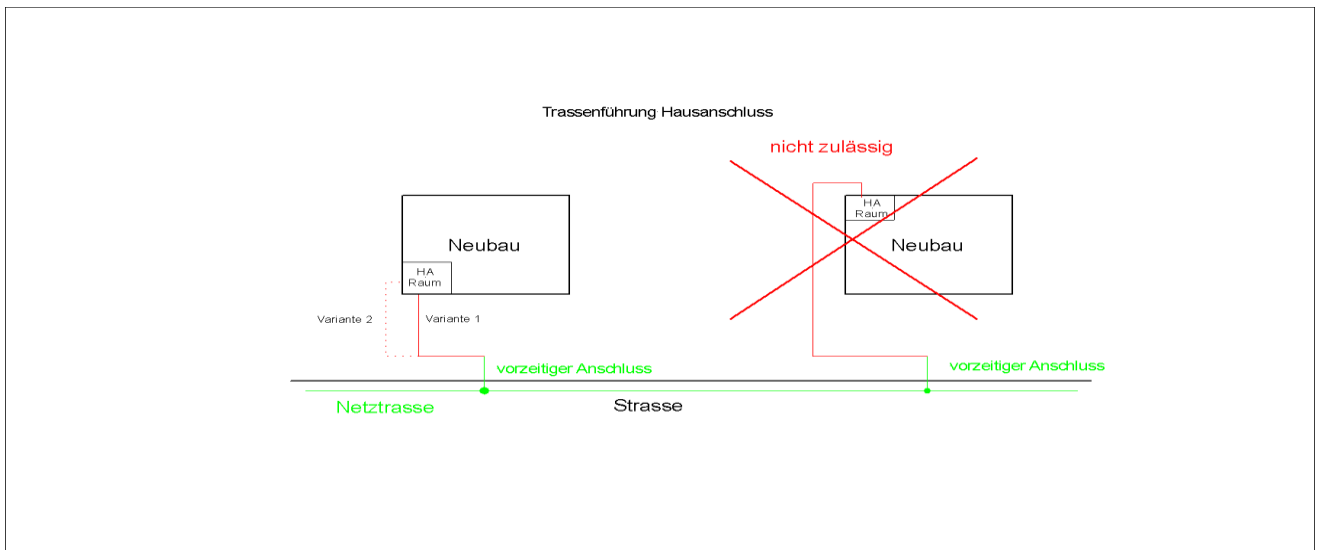 Trassenführung Hausanschluss
nicht zulässig
HA
Raum
Neubau
HA
Raum
Neubau
Variante 2
Variante 1
vorzeitiger Anschluss
vorzeitiger Anschluss
Netztrasse
Strasse